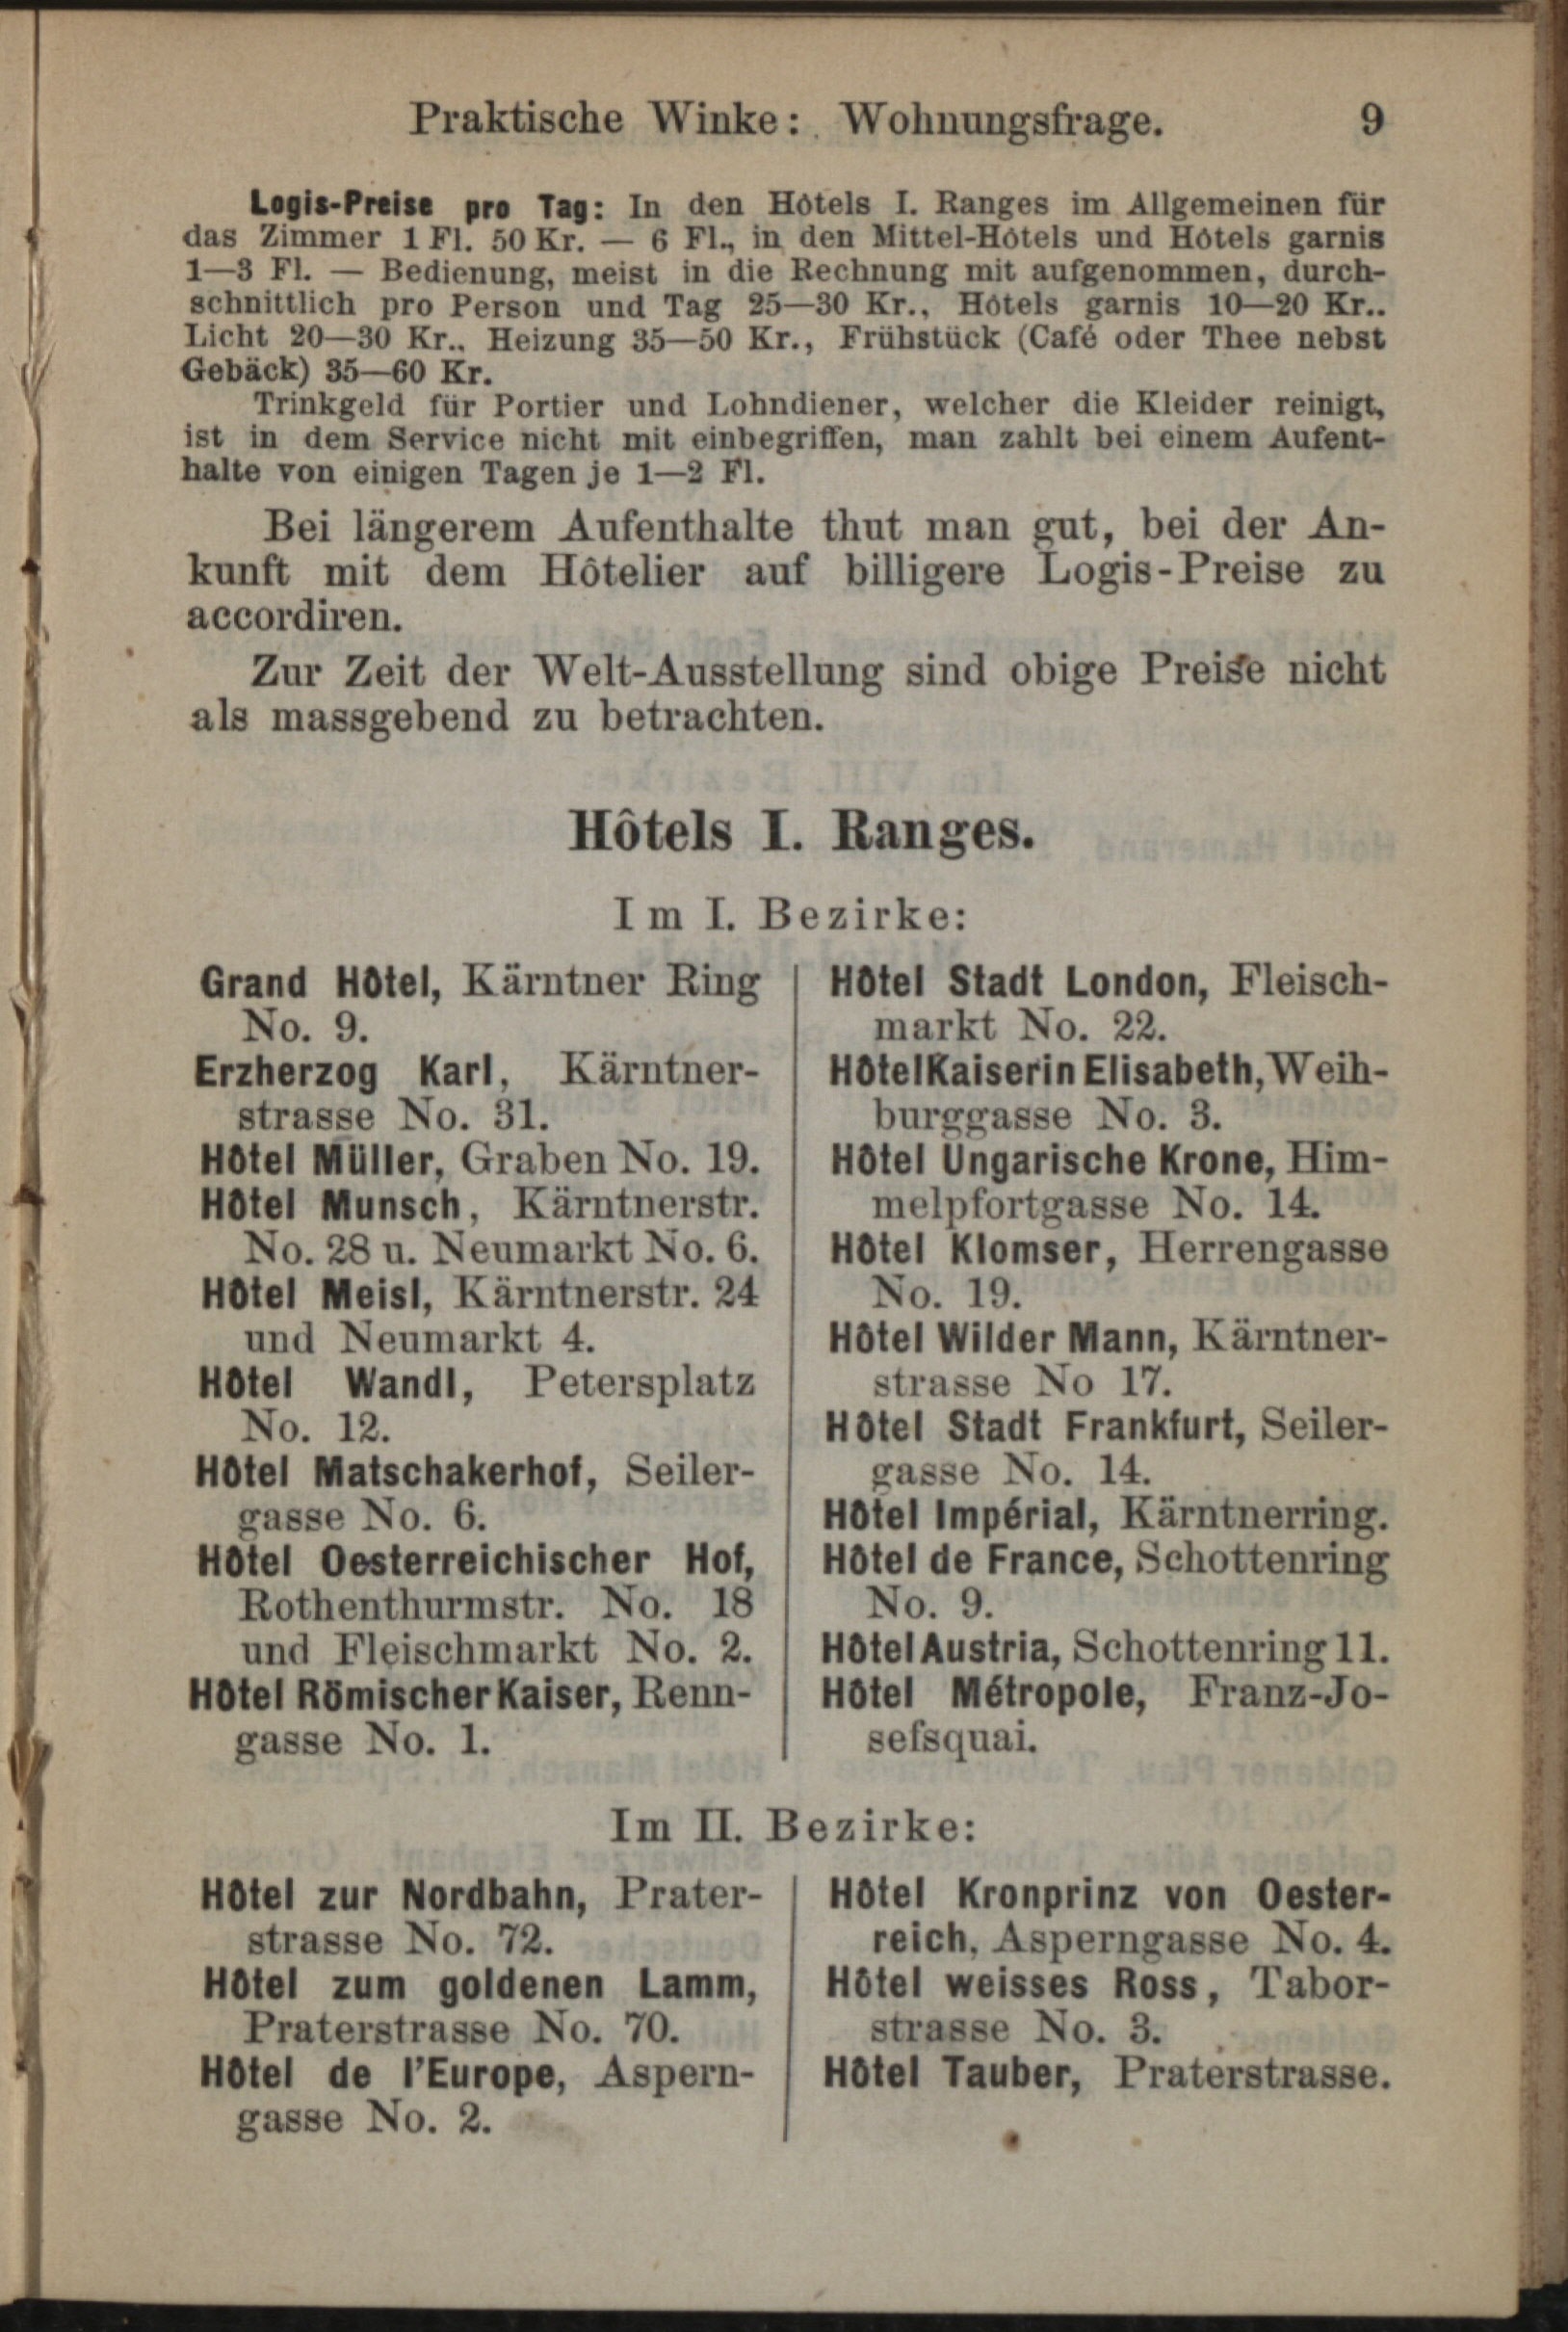 Praktische Winke: Wohnungsfrage. 9
Logis-Preise pro Tag: In den Hôtels I. Ranges im Allgemeinen für
das Zimmer 1 Fl. 50 Kr. — 6 Fl., in den Mittel-Hôtels und Hôtels garnis
1—3 Fl. — Bedienung, meist in die Rechnung mit aufgenommen, durch-
schnittlich pro Person und Tag 25—30 Kr., Hôtels garnis 10—20 Kr..
Licht 20—30 Kr., Heizung 35—50 Kr., Frühstück (Café oder Thee nebst
Gebäck) 35—60 Kr.
Trinkgeld für Portier und Lohndiener, welcher die Kleider reinigt,
ist in dem Service nicht mit einbegriffen, man zahlt bei einem Aufent-
halte von einigen Tagen je 1—2 Fl.
Bei längerem Aufenthalte thut man gut, bei der An-
kunft mit dem Hôtelier auf billigere Logis-Preise zu
accordiren.
Zur Zeit der Welt-Ausstellung sind obige Preise nicht
als massgebend zu betrachten.
Hôtels I. Ranges.
Im I. Bezirke:
Grand Hôtel, Kärntner Ring
No. 9.
Erzherzog Karl, Kärntner-
strasse No. 31.
Hôtel Müller, Graben No. 19.
Hôtel Munsch, Kärntnerstr.
No. 28 u. Neumarkt No. 6.
Hôtel Meisl, Kärntnerstr. 24
und Neumarkt 4.
Hôtel Wandl, Petersplatz
No. 12.
Hôtel Matschakerhof, Seiler-
gasse No. 6.
Hôtel Oesterreichischer Hof,
Rothenthurmstr. No. 18
und Fleischmarkt No. 2.
Hôtel Römischer Kaiser, Renn-
gasse No. 1.
Hôtel Stadt London, Fleisch-
markt No. 22.
Hôtel Kaiserin Elisabeth, Weih-
burggasse No. 3.
Hôtel Ungarische Krone, Him-
melpfortgasse No. 14.
Hôtel Klomser, Herrengasse
No. 19.
Hôtel Wilder Mann, Kärntner-
strasse No 17.
Hôtel Stadt Frankfurt, Seiler-
gasse No. 14.
Hôtel Impérial, Kärntnerring.
Hôtel de France, Schottenring
No. 9.
Hôtel Austria, Schottenring 11.
Hôtel Métropole, Franz-Jo-
sefsquai.
Im II. Bezirke:
Hôtel zur Nordbahn, Prater-
strasse No. 72.
Hôtel zum goldenen Lamm,
Praterstrasse No. 70.
Hôtel de l'Europe, Aspern-
gasse No. 2.
Hôtel Kronprinz von Oester-
reich, Asperngasse No. 4.
Hôtel weisses Ross, Tabor-
strasse No. 3.
Hôtel Tauber, Praterstrasse.